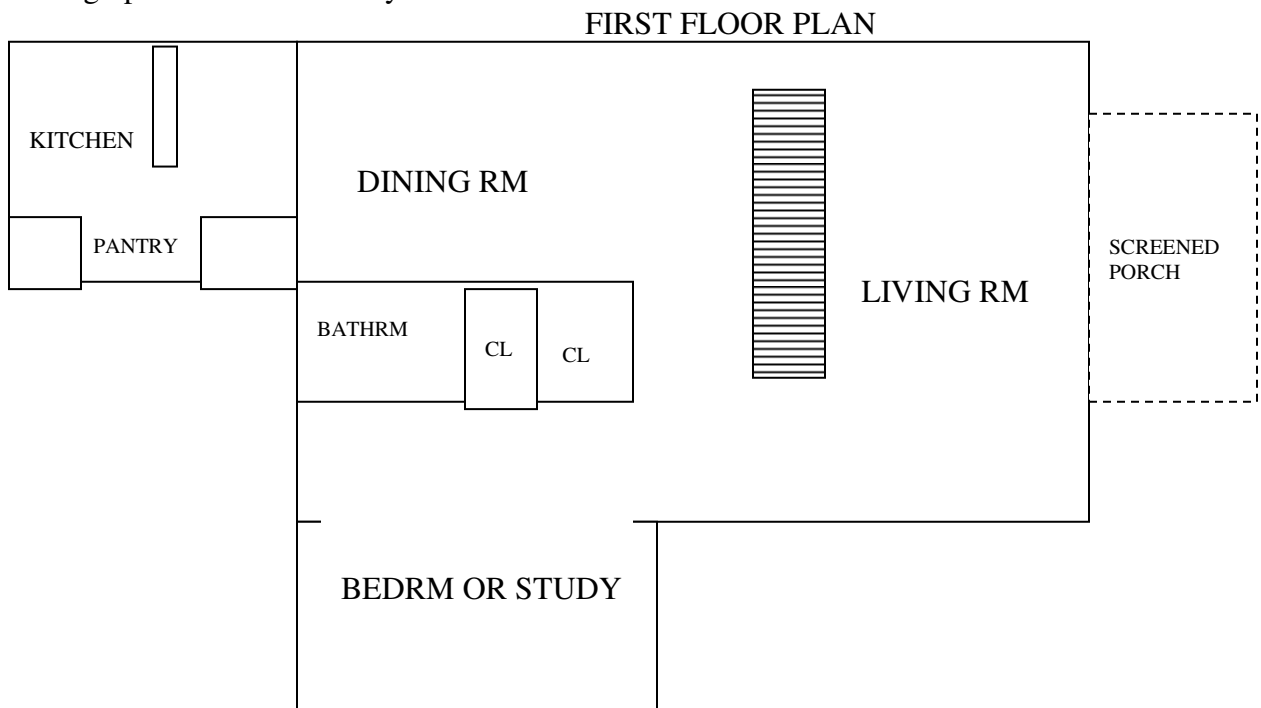 FIRST FLOOR PLAN
KITCHEN
DINING RM
PANTRY
SCREENED
PORCH
LIVING RM
BATHRM
CL
CL
BEDRM OR STUDY